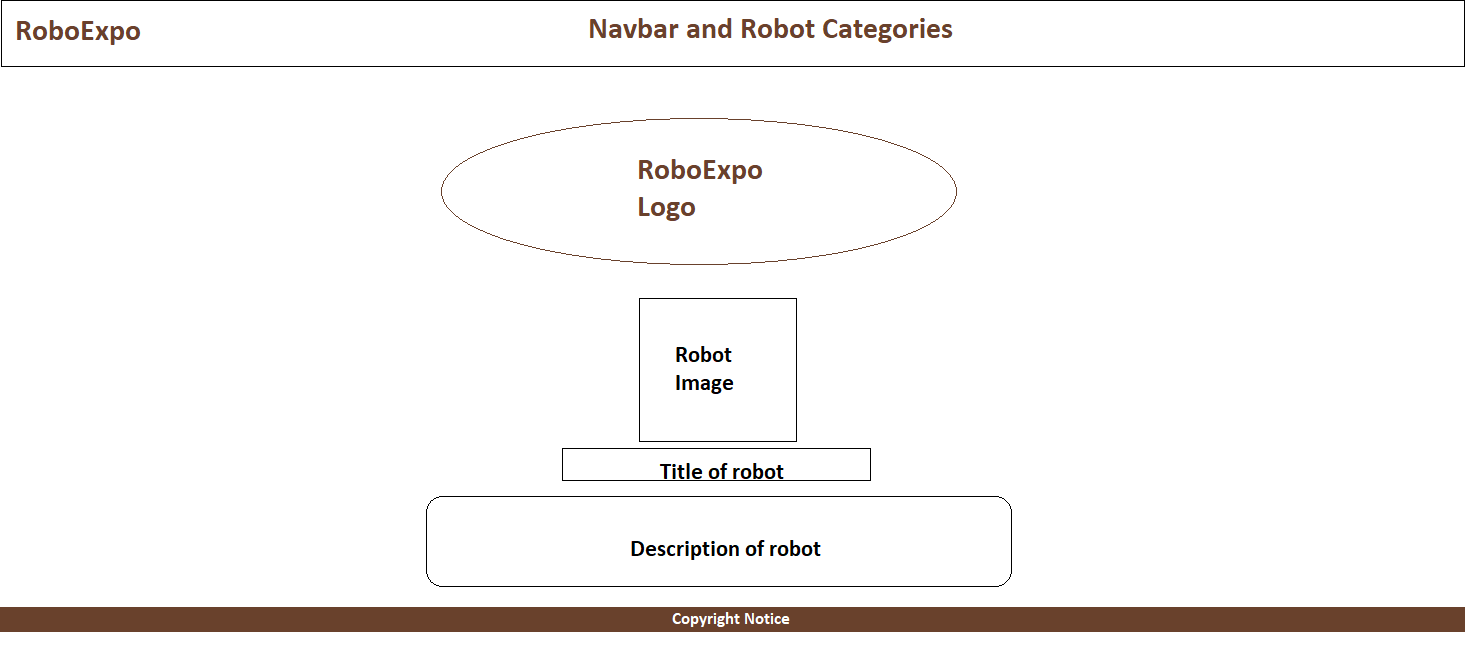 RoboExpo
Navbar and Robot Categories
RoboExpo
Logo
Robot
Image
Title of robot
Description of robot
Copyright Notice